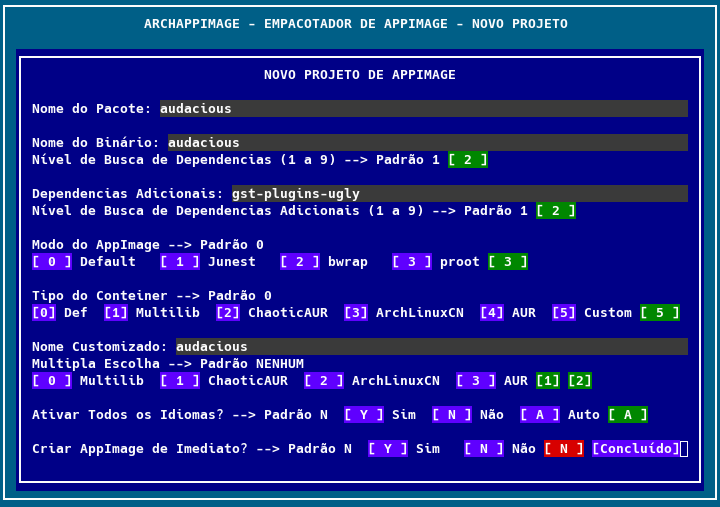 ARCHAPPIMAGE - EMPACOTADOR DE APPIMAGE - NOVO PROJETO
NOVO PROJETO DE APPIMAGE
Nome do Pacote: audacious
Nome do Binário: audacious
Nível de Busca de Dependencias (1 a 9) --> Padrão 1 [ 2 ]
Dependencias Adicionais: gst-plugins-ugly
Nível de Busca de Dependencias Adicionais (1 a 9) --> Padrão 1 [ 2 ]
Modo do AppImage --> Padrão 0
[ 0 ] Default [ 1 ] Junest [ 2 ] bwrap [ 3 ] proot [ 3 ]
Tipo do Conteiner --> Padrão 0
[0] Def [1] Multilib [2] ChaoticAUR [3] ArchLinuxCN [4] AUR [5] Custom [ 5 ]
Nome Customizado: audacious
Multipla Escolha --> Padrão NENHUM
[ 0 ] Multilib [ 1 ] ChaoticAUR [ 2 ] ArchLinuxCN [ 3 ] AUR [1] [2]
Ativar Todos os Idiomas? --> Padrão N [ Y ] Sim [ N ] Não [ A ] Auto [ A ]
Criar AppImage de Imediato? --> Padrão N [ Y ] Sim [ N ] Não [ N ] [Concluído]